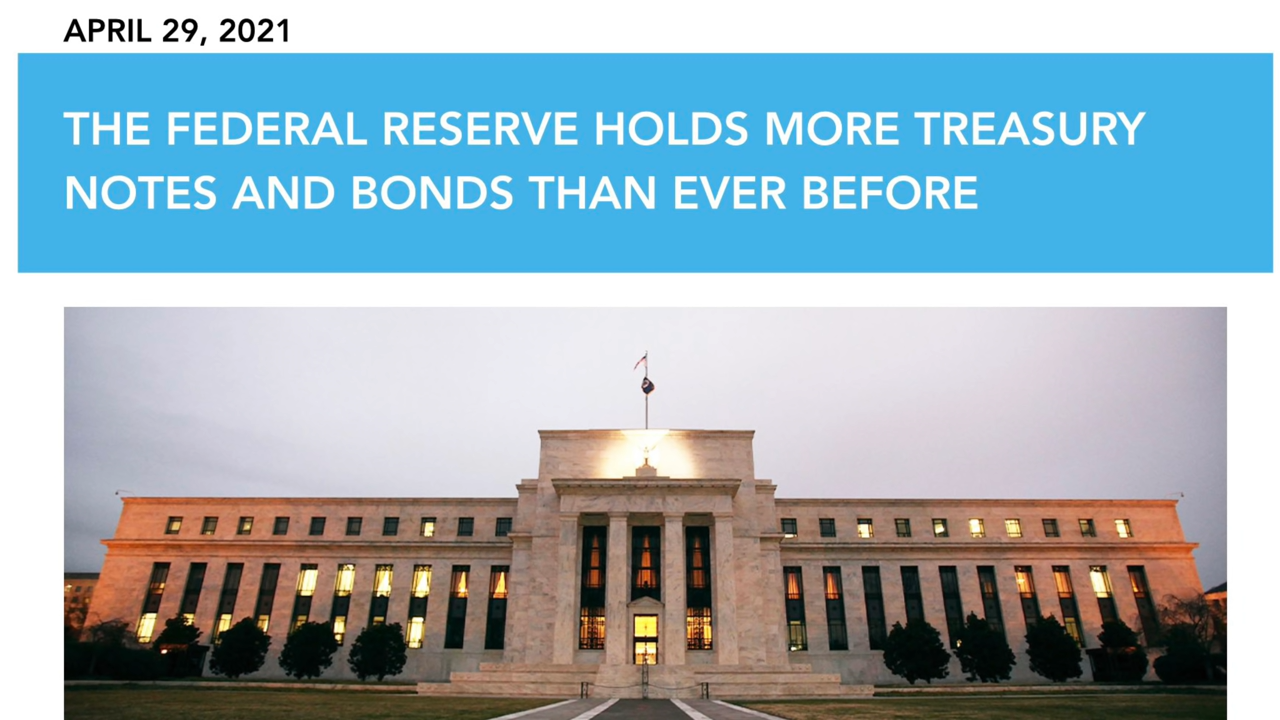 APRIL 29, 2021
THE FEDERAL RESERVE HOLDS MORE TREASURY
NOTES AND BONDS THAN EVER BEFORE